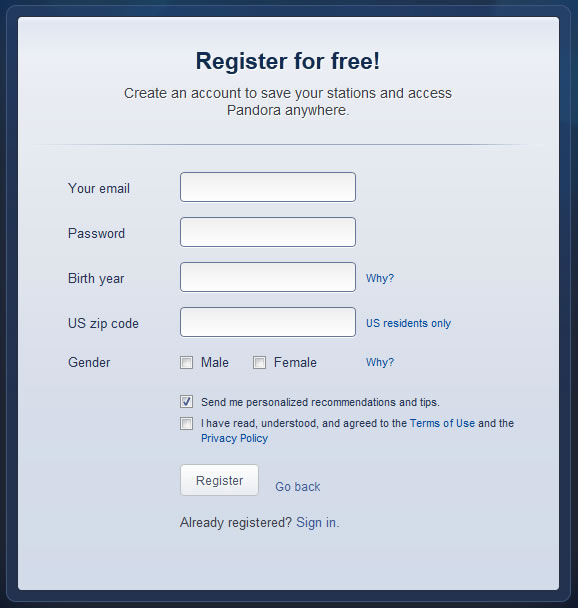 Register for free!
Create an account to save your stations and access
Pandora anywhere.
Your email
Password
Birth year Why?
US zip code US residents only
Gender Male Female Why?
Send me personalized recommendations and tips.
I have read, understood, and agreed to the Terms of Use and the
Privacy Policy
Register Go back
Already registered? Sign in.